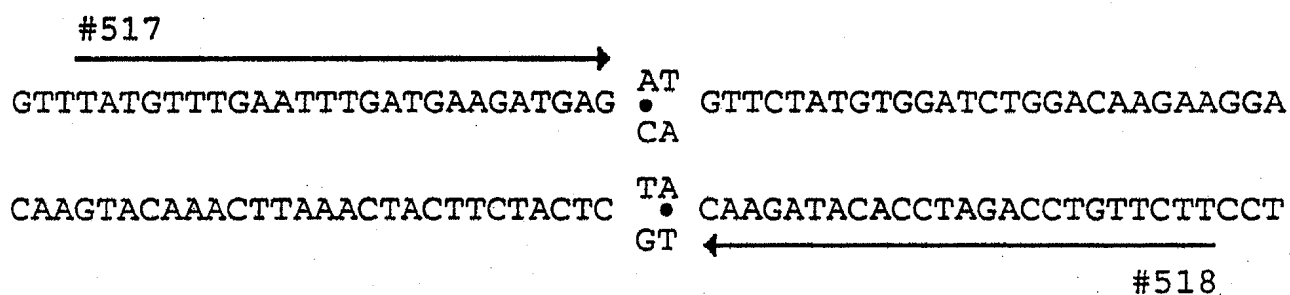 #517
AT
GTTTATGTTTGAATTTGATGAAGATGAG • GTTCTATGTGGATCTGGACAAGAAGGA
CA
TA
CAAGTACAAACTTAAACTACTTCTACTC • CAAGATACACCTAGACCTGTTCTTCCT
GT
#518